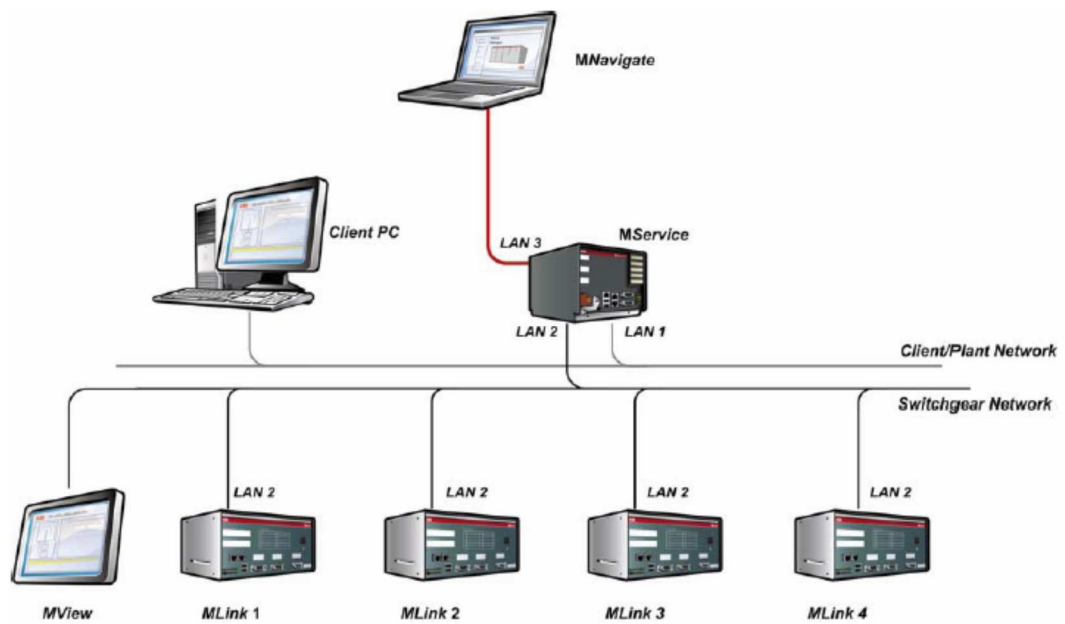 MNavigate
Client PC
LAN 3
MService
LAN 2
LAN 1
Client/Plant Network
Switchgear Network
LAN 2
LAN 2
LAN 2
LAN 2
MView
MLink 1
MLink 2
MLink 3
MLink 4